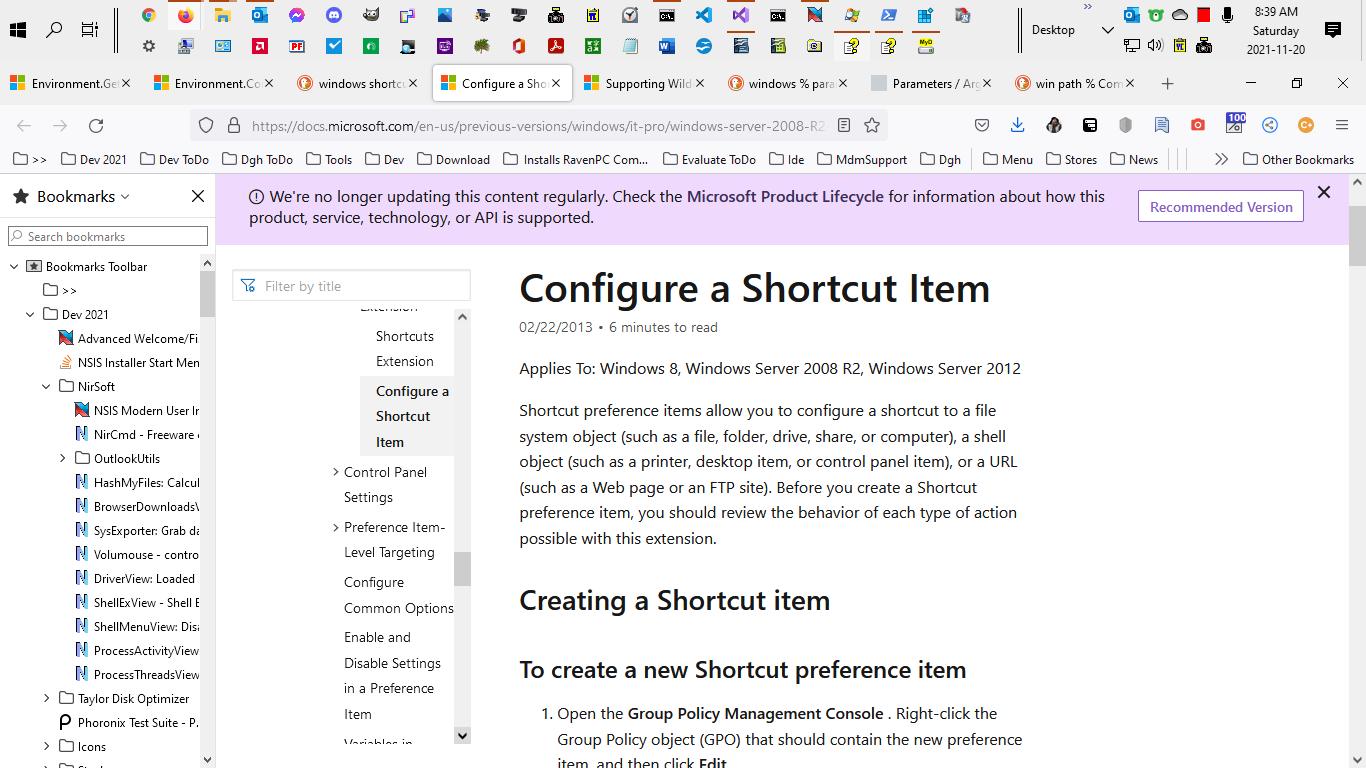 Desktop
»
8:39 AM
Saturday
2021-11-20
Environment.Get
Environment.Cor
windows shortcu
Configure a Shor
Supporting Wild
windows % para
Parameters / Arg
win path % Com
https://docs.microsoft.com/en-us/previous-versions/windows/it-pro/windows-server-2008-R2
100
>>
Dev 2021
Dev ToDo
Dgh ToDo
Tools
Dev
Download
Installs RavenPC Com...
Evaluate ToDo
Ide
MdmSupport
Dgh
Menu
Stores
News
Other Bookmarks
Bookmarks
Search bookmarks
Bookmarks Toolbar
>>
Dev 2021
Advanced Welcome/Fi
NSIS Installer Start Men
NirSoft
NSIS Modern User In
NirCmd - Freeware
OutlookUtils
HashMyFiles: Calcul
BrowserDownloadsV
SysExporter: Grab da
Volumouse - contro
DriverView: Loaded
ShellExView - Shell E
ShellMenuView: Disa
ProcessActivityView
ProcessThreadsView
Taylor Disk Optimizer
Phoronix Test Suite - P.
Icons
We're no longer updating this content regularly. Check the Microsoft Product Lifecycle for information about how this
product, service, technology, or API is supported.
Recommended Version
Filter by title
Extension
Shortcuts
Extension
Configure a
Shortcut
Item
Control Panel
Settings
Preference Item-
Level Targeting
Configure
Common Options
Enable and
Disable Settings
in a Preference
Item
Variables in
Configure a Shortcut Item
02/22/2013 • 6 minutes to read
Applies To: Windows 8, Windows Server 2008 R2, Windows Server 2012
Shortcut preference items allow you to configure a shortcut to a file
system object (such as a file, folder, drive, share, or computer), a shell
object (such as a printer, desktop item, or control panel item), or a URL
(such as a Web page or an FTP site). Before you create a Shortcut
preference item, you should review the behavior of each type of action
possible with this extension.
Creating a Shortcut item
To create a new Shortcut preference item
1. Open the Group Policy Management Console . Right-click the
Group Policy object (GPO) that should contain the new preference
item, and then click Edit